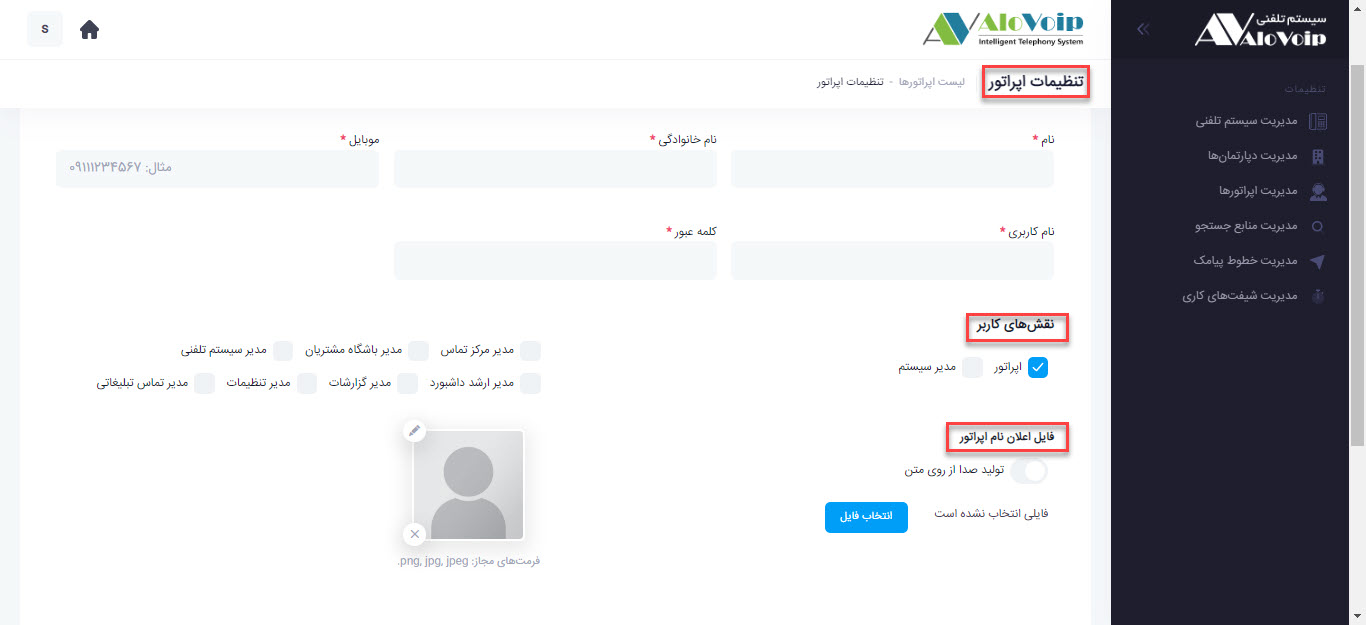 سیستم تلفنی
AloVoip
AloVoip
Intelligent Telephony System
S
تنظیمات اپراتور
لیست اپراتورها - تنظیمات اپراتور
تنظیمات
مدیریت سیستم تلفنی
مدیریت دپارتمان‌ها
مدیریت اپراتورها
مدیریت منابع جستجو
مدیریت خطوط پیامک
مدیریت شیفت‌های کاری
نام * نام خانوادگی * موبایل *
مثال: ۰۹۱۱۱۲۳۴۵۶۷
نام کاربری * کلمه عبور *
نقش‌های کاربر
اپراتور مدیر سیستم
مدیر مرکز تماس مدیر باشگاه مشتریان مدیر سیستم تلفنی
مدیر ارشد داشبورد مدیر گزارشات مدیر تنظیمات مدیر تماس تبلیغاتی
فایل اعلان نام اپراتور
تولید صدا از روی متن
فایلی انتخاب نشده است انتخاب فایل
فرمت‌های مجاز: png, jpg, jpeg.